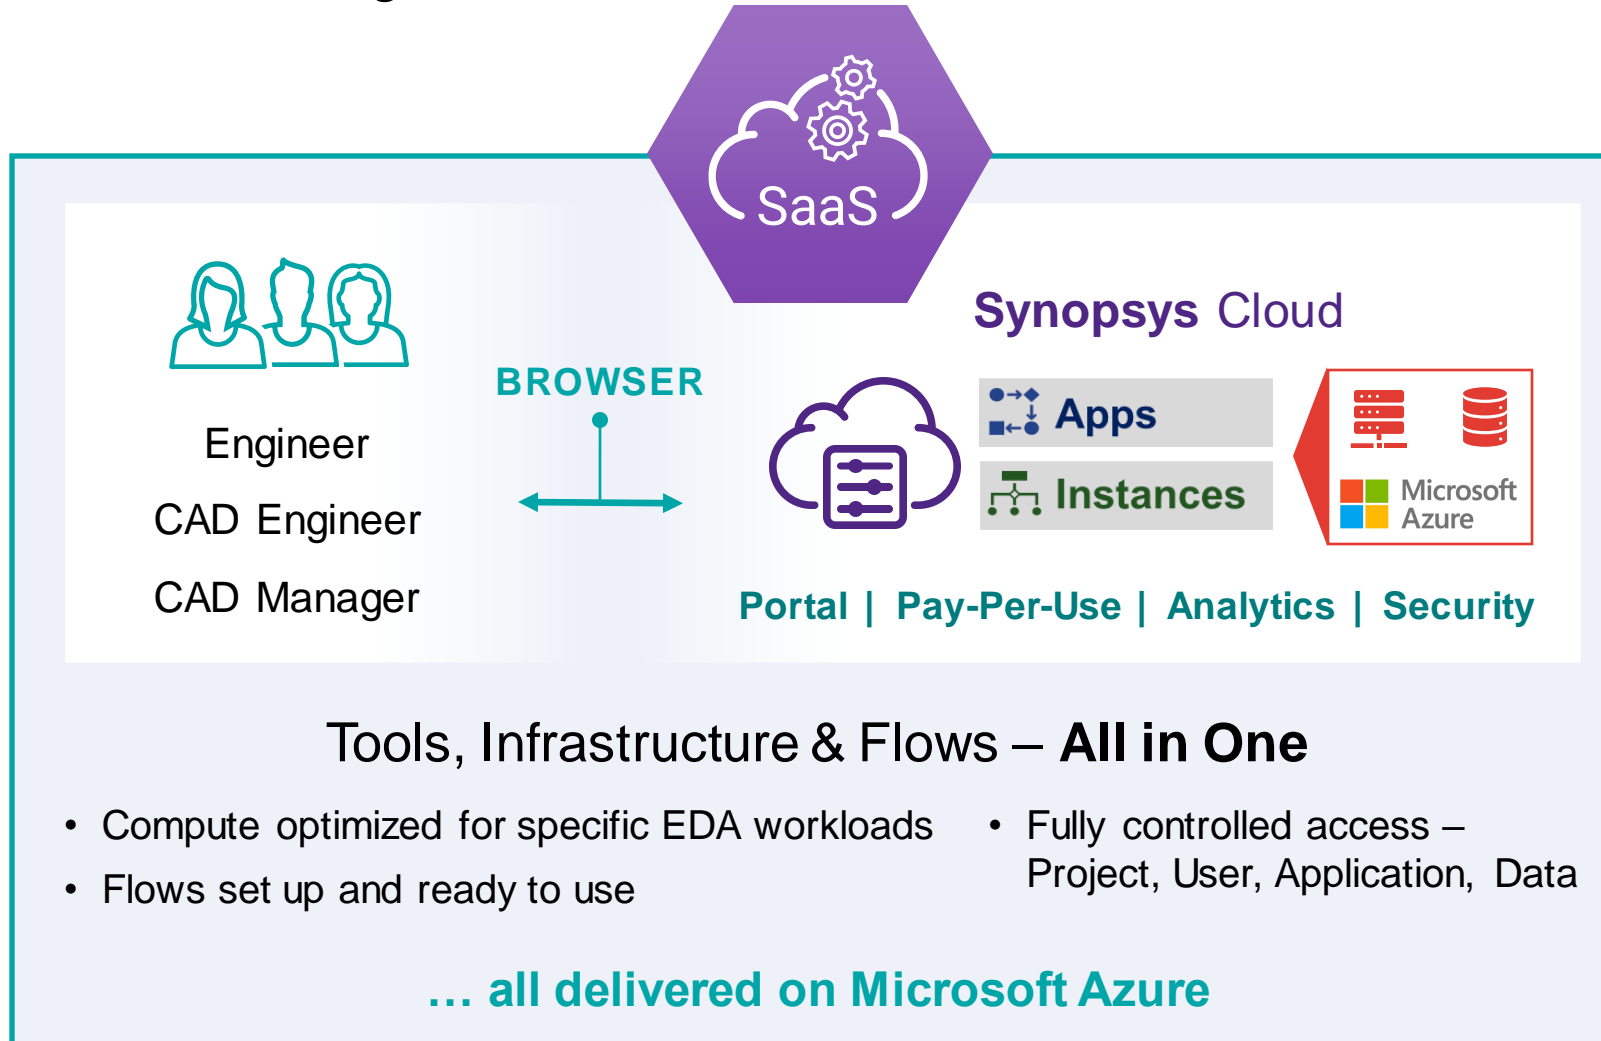 SaaS
Synopsys Cloud
BROWSER
Engineer
CAD Engineer
CAD Manager
Apps
Instances
Microsoft
Azure
Portal | Pay-Per-Use | Analytics | Security
Tools, Infrastructure & Flows – All in One
• Compute optimized for specific EDA workloads
• Flows set up and ready to use
• Fully controlled access –
Project, User, Application, Data
... all delivered on Microsoft Azure